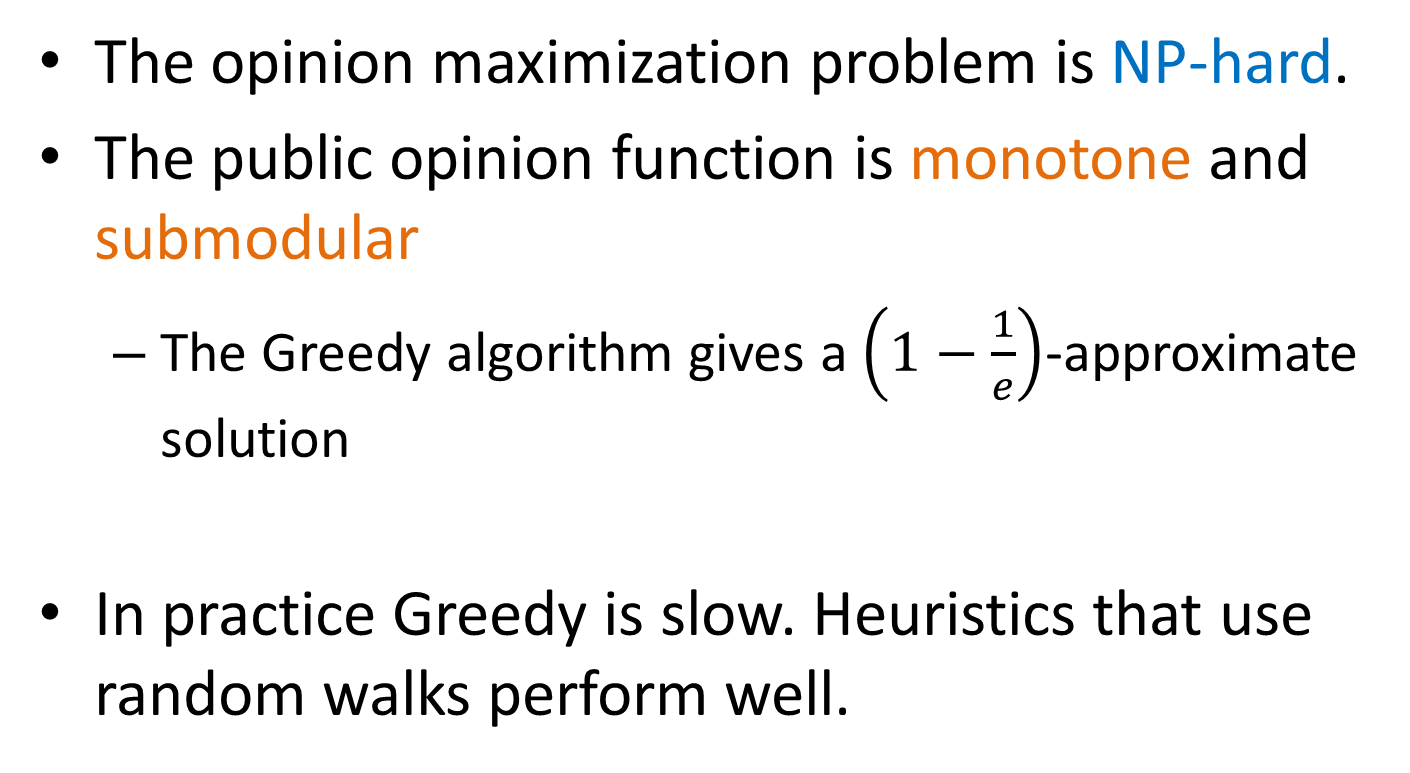 • The opinion maximization problem is NP-hard.
• The public opinion function is monotone and
submodular
– The Greedy algorithm gives a (1 − 1/e)-approximate
solution
• In practice Greedy is slow. Heuristics that use
random walks perform well.